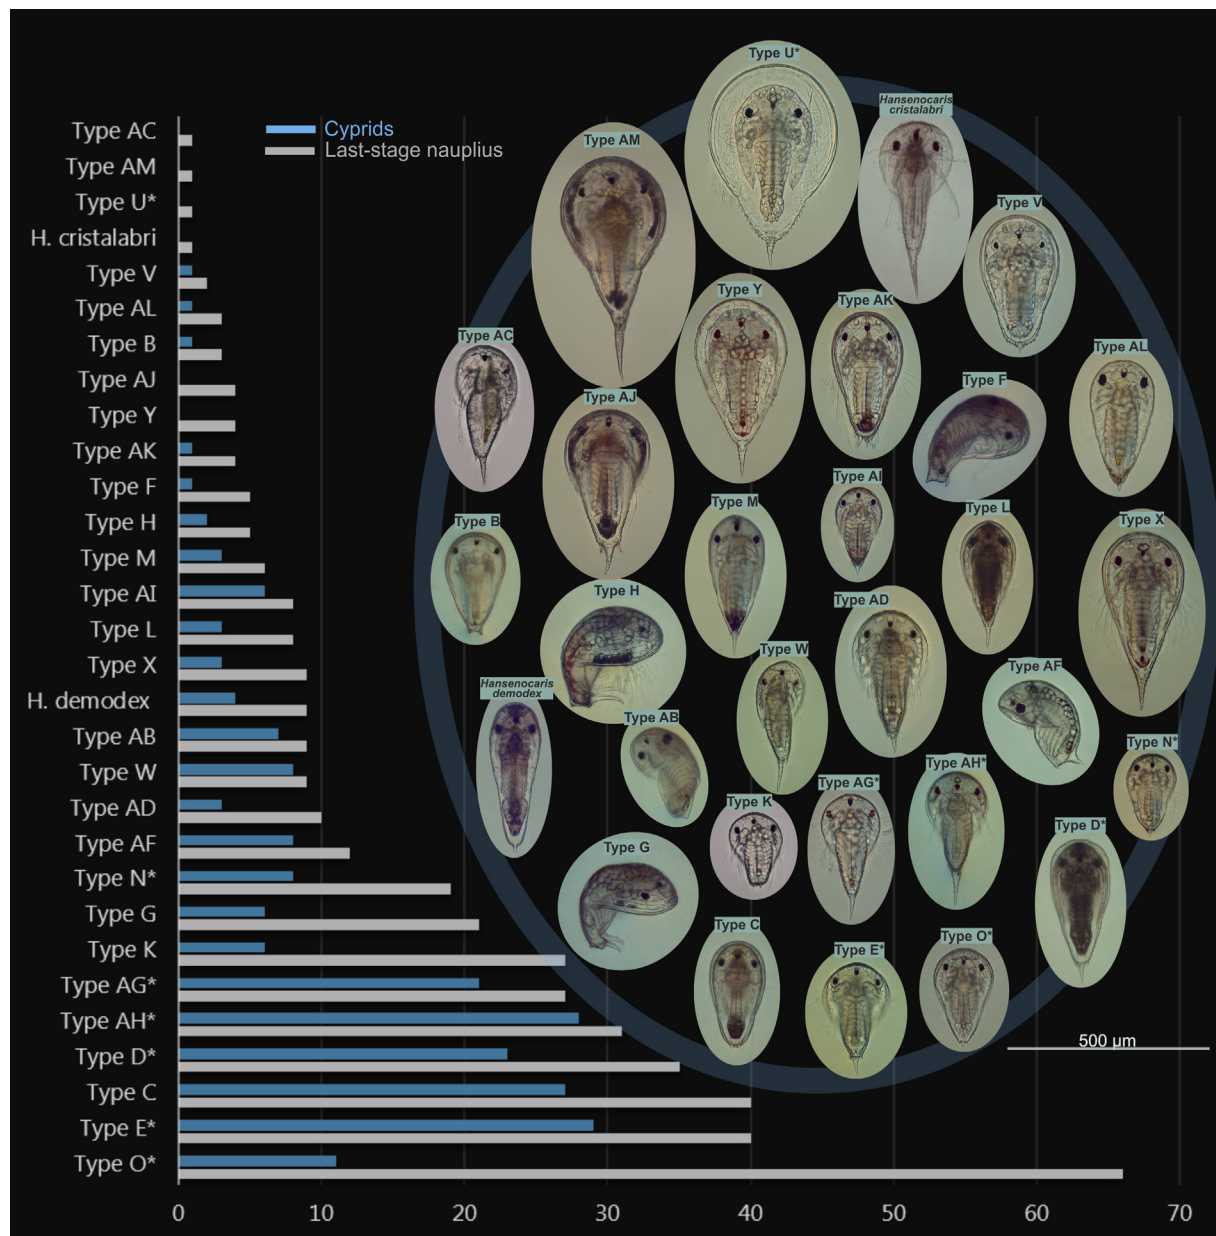 Cyprids
Last-stage nauplius
Type AC
Type AM
Type U*
H. cristalabri
Type V
Type AL
Type B
Type AJ
Type Y
Type AK
Type F
Type H
Type M
Type AI
Type L
Type X
H. demodex
Type AB
Type W
Type AD
Type AF
Type N*
Type G
Type K
Type AG*
Type AH*
Type D*
Type C
Type E*
Type O*
0 10 20 30 40 50 60 70
Type U*
Hansenocaris
cristalabri
Type AM
Type V
Type Y
Type AK
Type AC
Type AL
Type F
Type AJ
Type AI
Type M
Type L
Type B
Type X
Type H
Type AD
Type W
Type AF
Hansenocaris
demodex
Type AB
Type N*
Type AH*
Type AG*
Type K
Type D*
Type G
Type C
Type E*
Type O*
500 µm